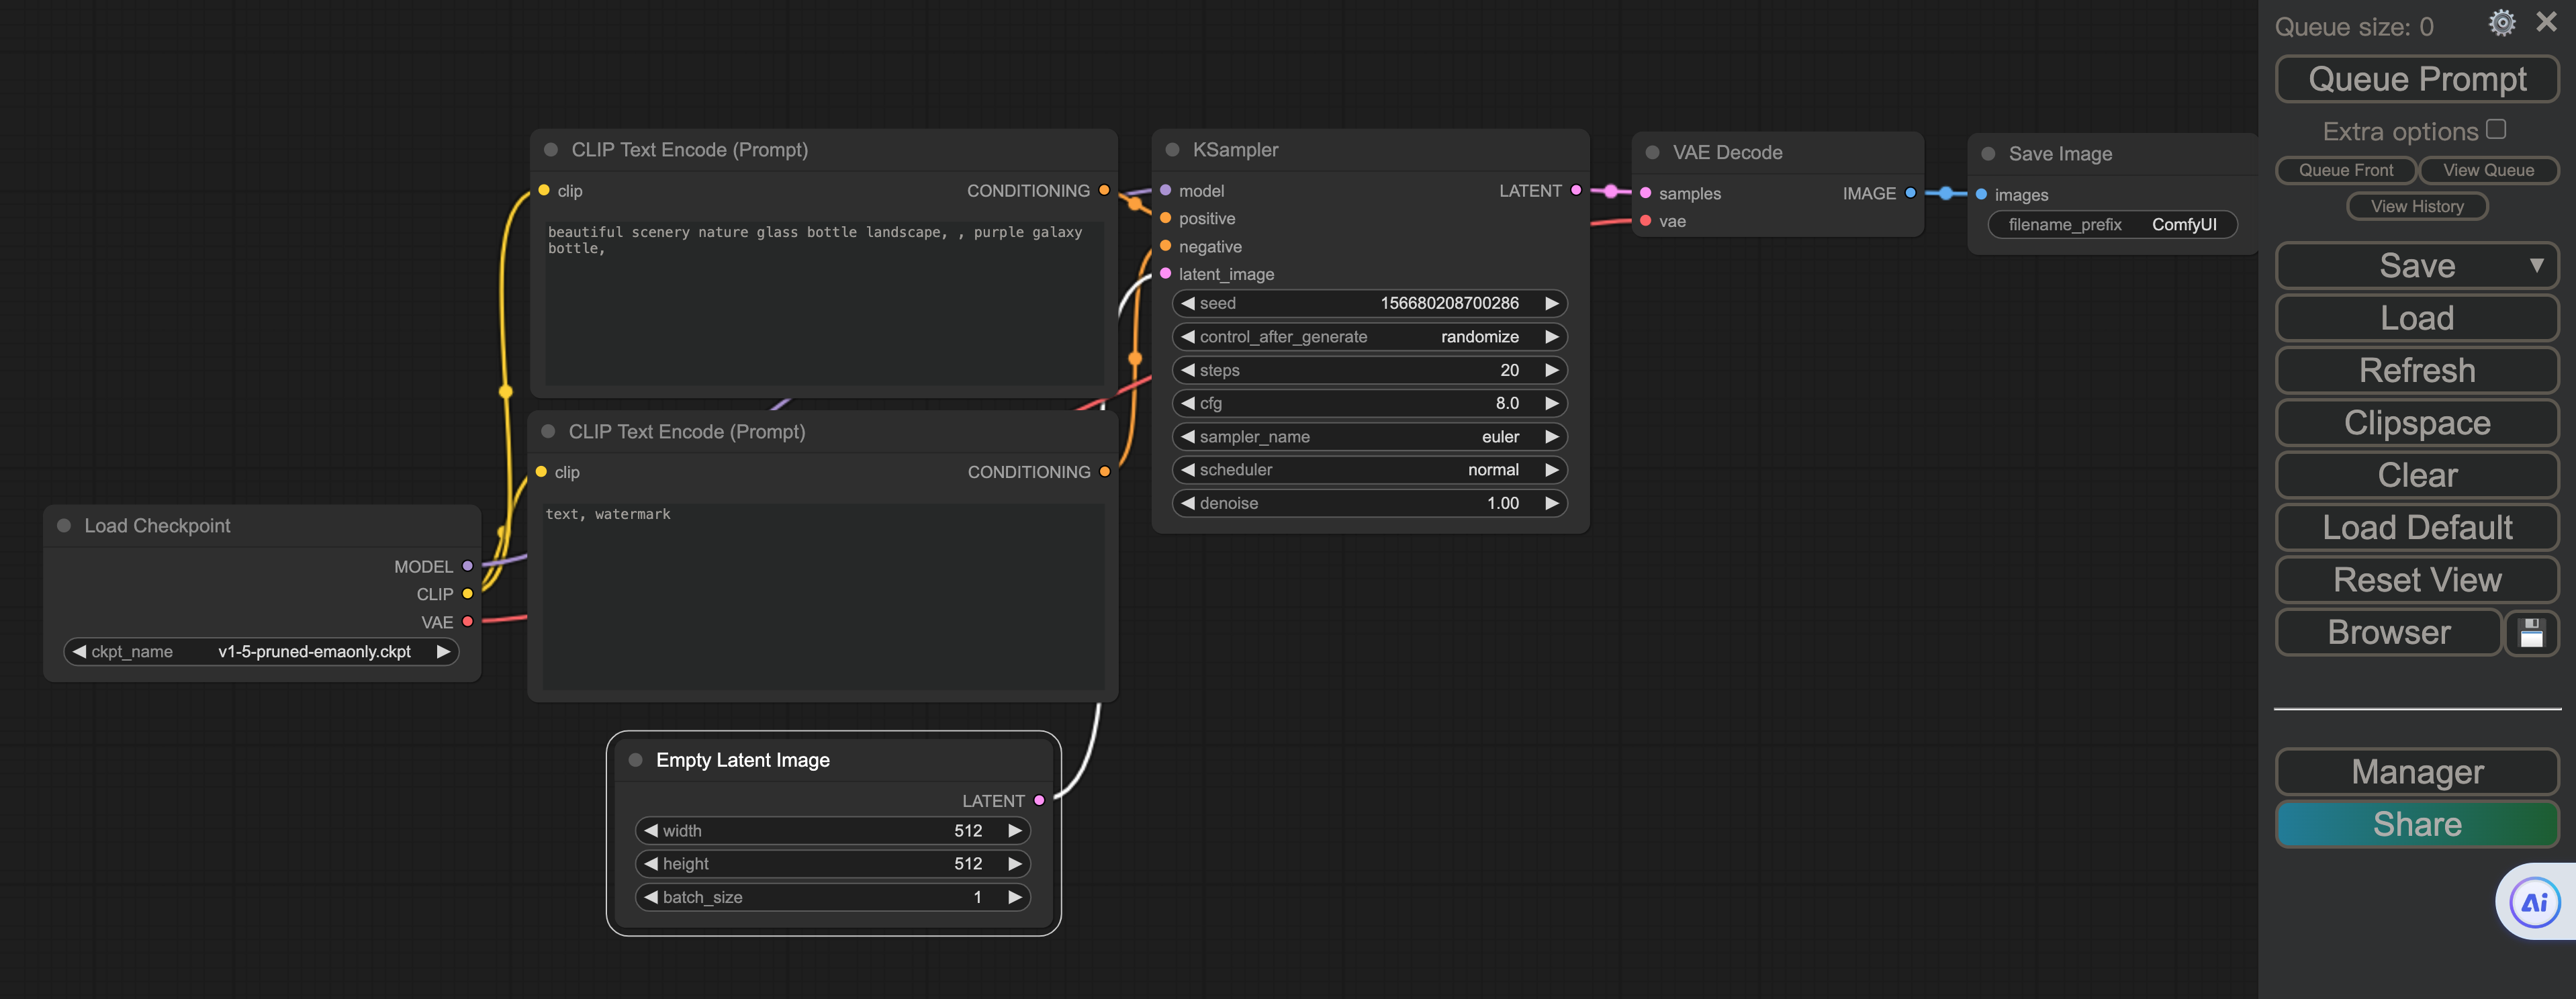 Load Checkpoint
MODEL
CLIP
VAE
ckpt_name v1-5-pruned-emaonly.ckpt
CLIP Text Encode (Prompt)
clip CONDITIONING
beautiful scenery nature glass bottle landscape, , purple galaxy
bottle,
CLIP Text Encode (Prompt)
clip CONDITIONING
text, watermark
Empty Latent Image
LATENT
width 512
height 512
batch_size 1
KSampler
model LATENT
positive
negative
latent_image
seed 156680208700286
control_after_generate randomize
steps 20
cfg 8.0
sampler_name euler
scheduler normal
denoise 1.00
VAE Decode
samples IMAGE
vae
Save Image
images
filename_prefix ComfyUI
Queue size: 0
Queue Prompt
Extra options
Queue Front View Queue
View History
Save
Load
Refresh
Clipspace
Clear
Load Default
Reset View
Browser
Manager
Share
Ai